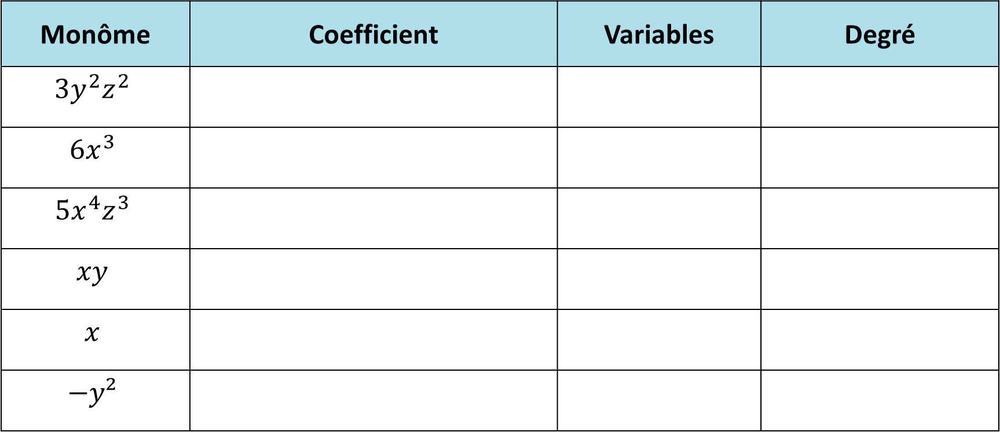 Monôme Coefficient Variables Degré
3y²z²
6x³
5x⁴z³
xy
x
−y²